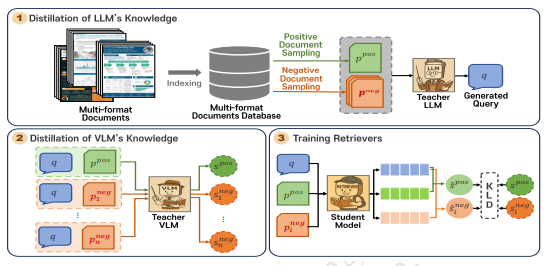 1 Distillation of LLM's Knowledge
Multi-format
Documents
Indexing
Multi-format
Documents Database
Positive
Document
Sampling
Negative
Document
Sampling
p^pos
p^neg
LLM
Teacher
LLM
q
Generated
Query
2 Distillation of VLM's Knowledge
q
p^pos
s^pos
q
p_1^neg
VLM
s_1^neg
q
p_n^neg
Teacher
VLM
s_n^neg
3 Training Retrievers
q
p^pos
p_i^neg
RETRIEVER
Student
Model
ŝ^pos
ŝ_i^neg
KLD
s^pos
s_i^neg